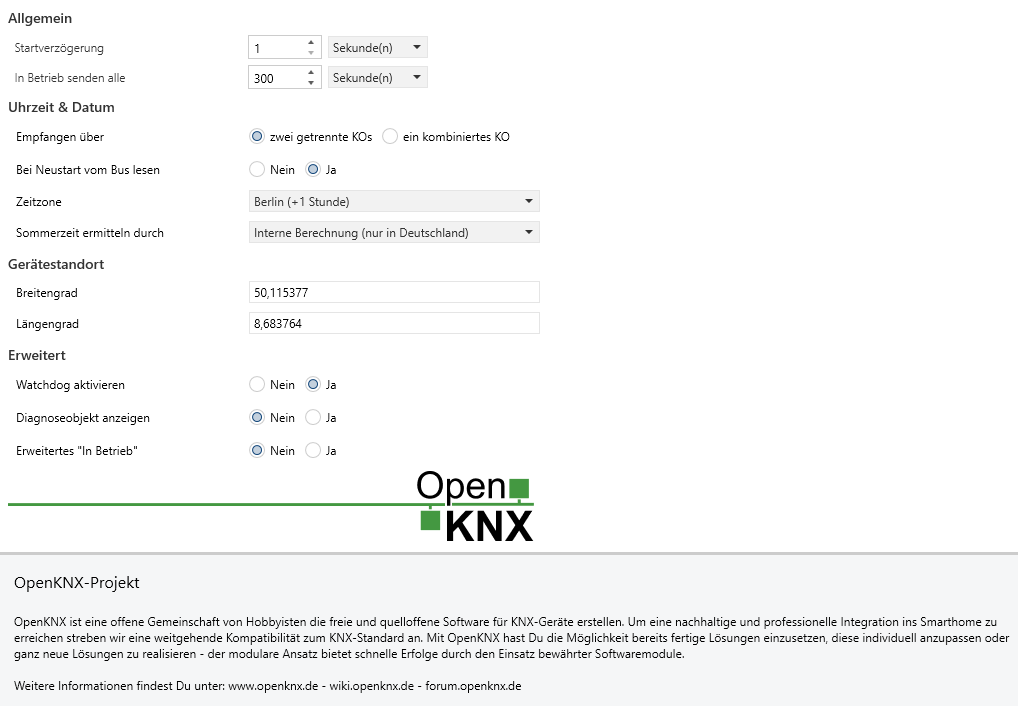 Allgemein
Startverzögerung 1 Sekunde(n)
In Betrieb senden alle 300 Sekunde(n)
Uhrzeit & Datum
Empfangen über zwei getrennte KOs ein kombiniertes KO
Bei Neustart vom Bus lesen Nein Ja
Zeitzone Berlin (+1 Stunde)
Sommerzeit ermitteln durch Interne Berechnung (nur in Deutschland)
Gerätestandort
Breitengrad 50,115377
Längengrad 8,683764
Erweitert
Watchdog aktivieren Nein Ja
Diagnoseobjekt anzeigen Nein Ja
Erweitertes "In Betrieb" Nein Ja
Open
KNX
OpenKNX-Projekt
OpenKNX ist eine offene Gemeinschaft von Hobbyisten die freie und quelloffene Software für KNX-Geräte erstellen. Um eine nachhaltige und professionelle Integration ins Smarthome zu
erreichen streben wir eine weitgehende Kompatibilität zum KNX-Standard an. Mit OpenKNX hast Du die Möglichkeit bereits fertige Lösungen einzusetzen, diese individuell anzupassen oder
ganz neue Lösungen zu realisieren - der modulare Ansatz bietet schnelle Erfolge durch den Einsatz bewährter Softwaremodule.
Weitere Informationen findest Du unter: www.openknx.de - wiki.openknx.de - forum.openknx.de